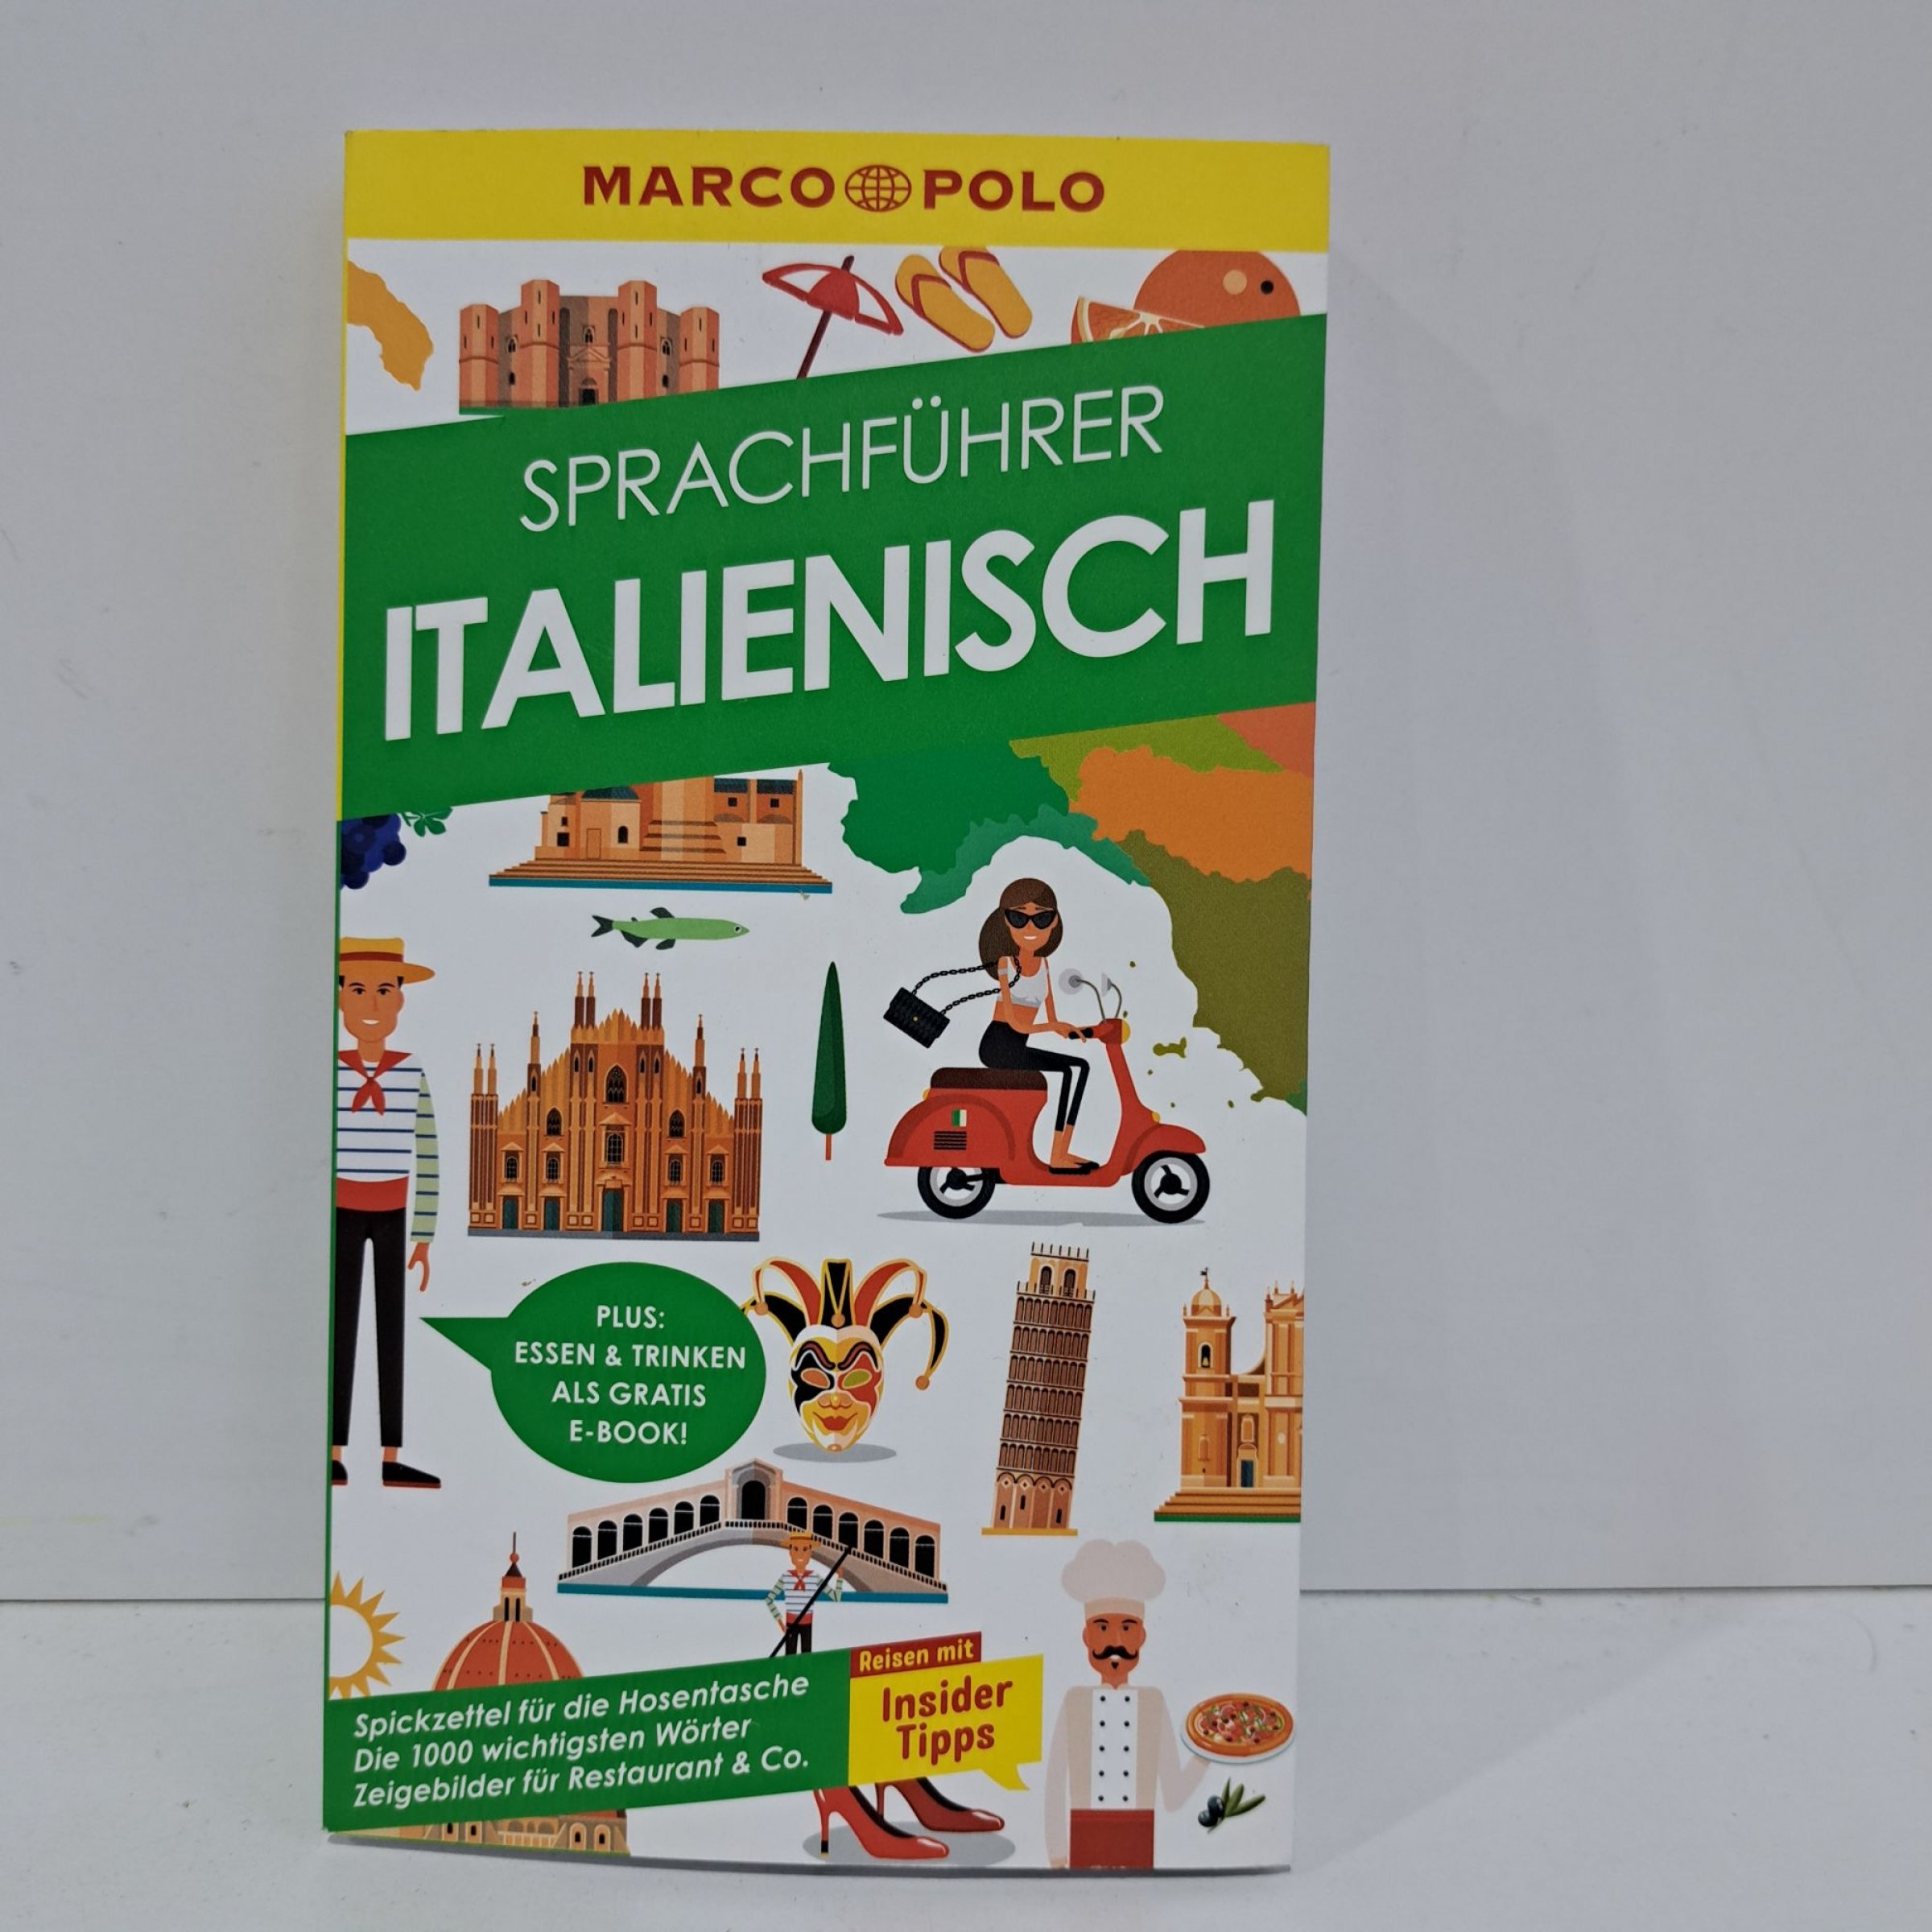 MARCO POLO
SPRACHFÜHRER
ITALIENISCH
PLUS:
ESSEN & TRINKEN
ALS GRATIS
E-BOOK!
Spickzettel für die Hosentasche
Die 1000 wichtigsten Wörter
Zeigebilder für Restaurant & Co.
Reisen mit
Insider
Tipps